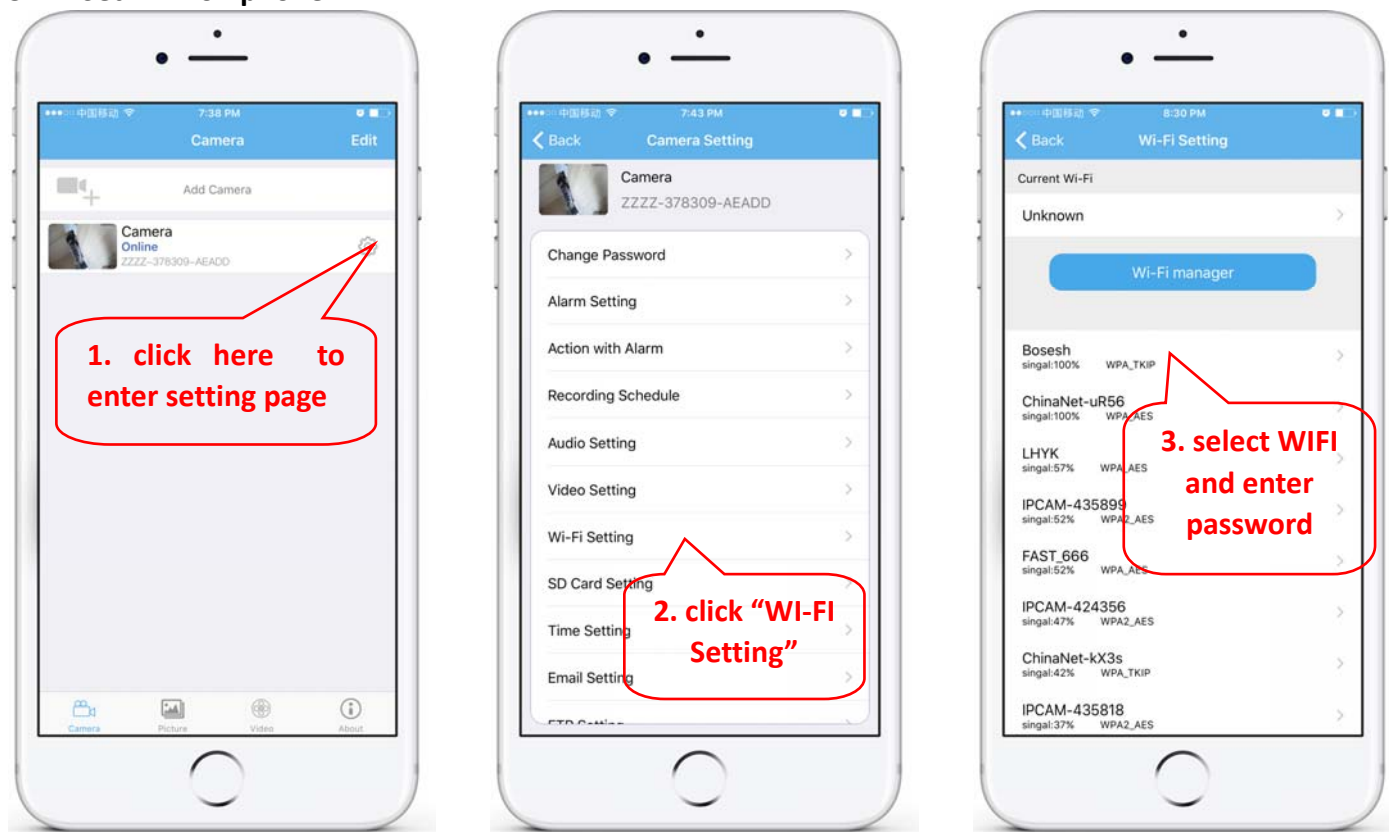 中国移动
7:38 PM
Camera
Edit
Add Camera
Camera
Online
ZZZZ-378309-AEADD
1. click here to
enter setting page
Camera
Picture
Video
About
中国移动
7:43 PM
Back
Camera Setting
Camera
ZZZZ-378309-AEADD
Change Password
Alarm Setting
Action with Alarm
Recording Schedule
Audio Setting
Video Setting
Wi-Fi Setting
SD Card Setting
Time Setting
Email Setting
2. click “WI-FI
Setting”
中国移动
8:30 PM
Back
Wi-Fi Setting
Current Wi-Fi
Unknown
Wi-Fi manager
Bosesh
singal:100% WPA_TKIP
ChinaNet-uR56
singal:100% WPA_AES
LHYK
singal:57% WPA_AES
IPCAM-435899
singal:52% WPA2_AES
FAST_666
singal:52% WPA_AES
IPCAM-424356
singal:47% WPA2_AES
ChinaNet-kX3s
singal:42% WPA_TKIP
IPCAM-435818
singal:37% WPA2_AES
3. select WIFI
and enter
password